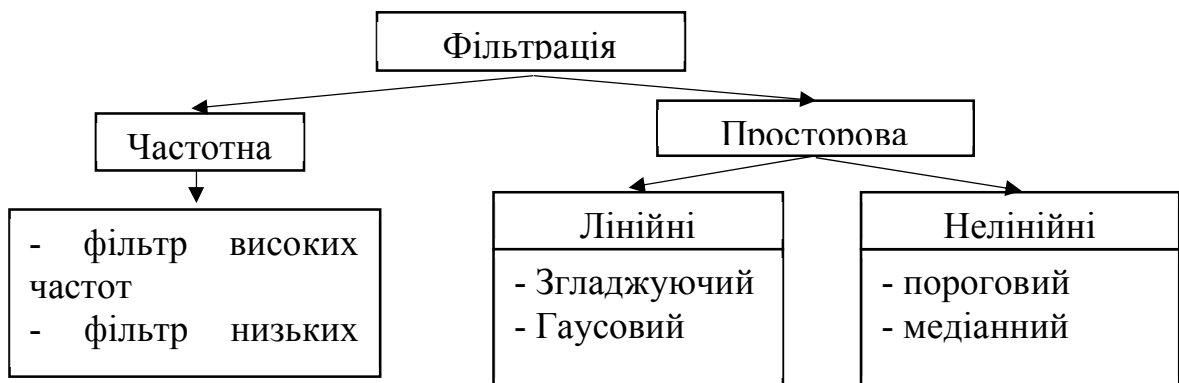 Фільтрація
Частотна
Просторова
- фільтр високих
частот
- фільтр низьких
Лінійні
- Згладжуючий
- Гаусовий
Нелінійні
- пороговий
- медіанний